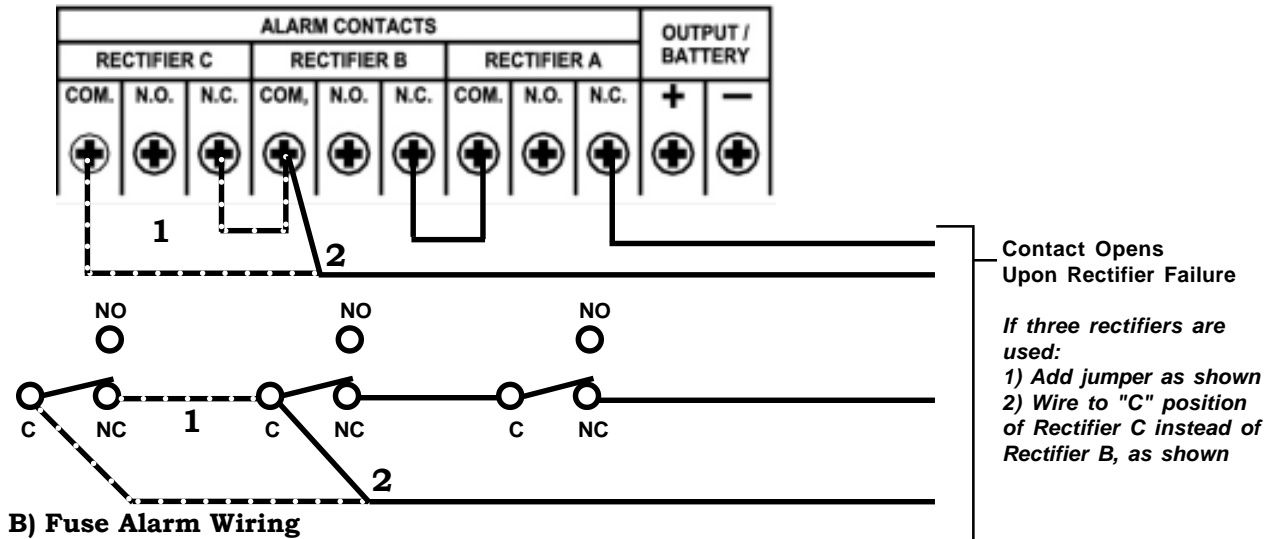 ALARM CONTACTS
OUTPUT /
BATTERY
RECTIFIER C RECTIFIER B RECTIFIER A
COM. N.O. N.C. COM, N.O. N.C. COM. N.O. N.C. + −
1
2
Contact Opens
Upon Rectifier Failure
If three rectifiers are
used:
1) Add jumper as shown
2) Wire to "C" position
of Rectifier C instead of
Rectifier B, as shown
NO NO NO
1
C NC C NC C NC
2
B) Fuse Alarm Wiring